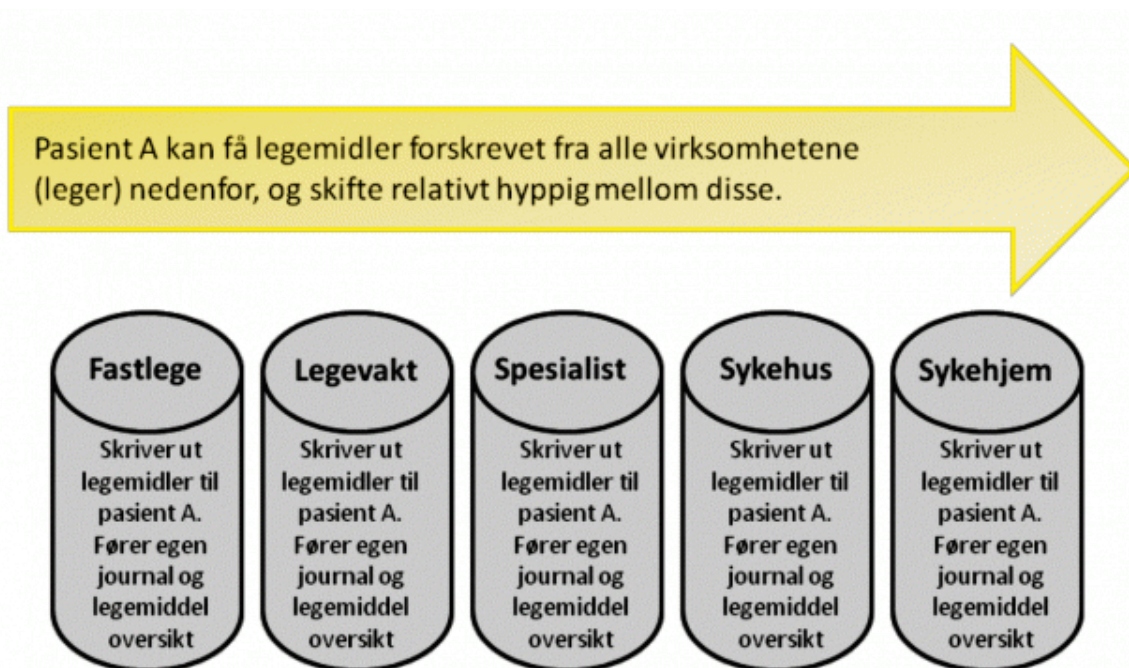 Pasient A kan få legemidler forskrevet fra alle virksomhetene
(leger) nedenfor, og skifte relativt hyppig mellom disse.
Fastlege
Skriver ut
legemidler til
pasient A.
Fører egen
journal og
legemiddel
oversikt
Legevakt
Skriver ut
legemidler til
pasient A.
Fører egen
journal og
legemiddel
oversikt
Spesialist
Skriver ut
legemidler til
pasient A.
Fører egen
journal og
legemiddel
oversikt
Sykehus
Skriver ut
legemidler til
pasient A.
Fører egen
journal og
legemiddel
oversikt
Sykehjem
Skriver ut
legemidler til
pasient A.
Fører egen
journal og
legemiddel
oversikt